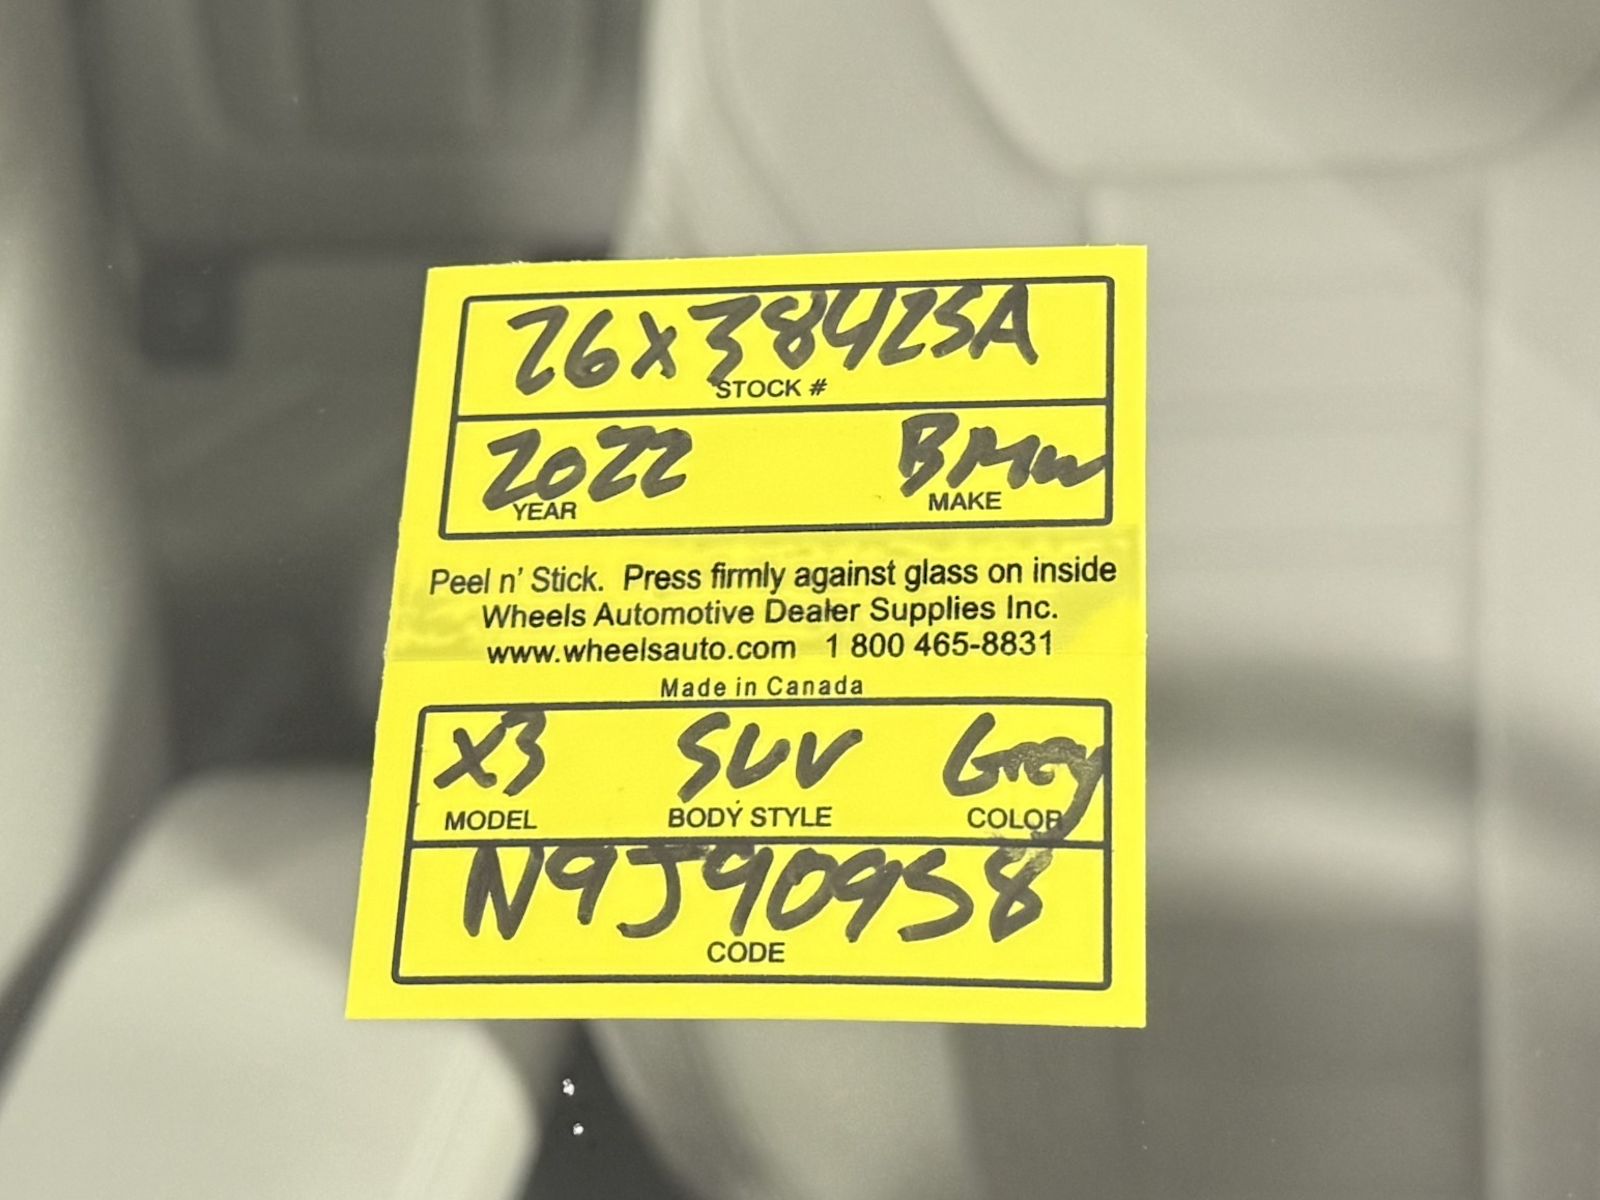 26X38425A
STOCK #
2022 BMW
YEAR MAKE
Peel n' Stick. Press firmly against glass on inside
Wheels Automotive Dealer Supplies Inc.
www.wheelsauto.com 1 800 465-8831
Made in Canada
X3 SUV Grey
MODEL BODY STYLE COLOR
N9J90958
CODE